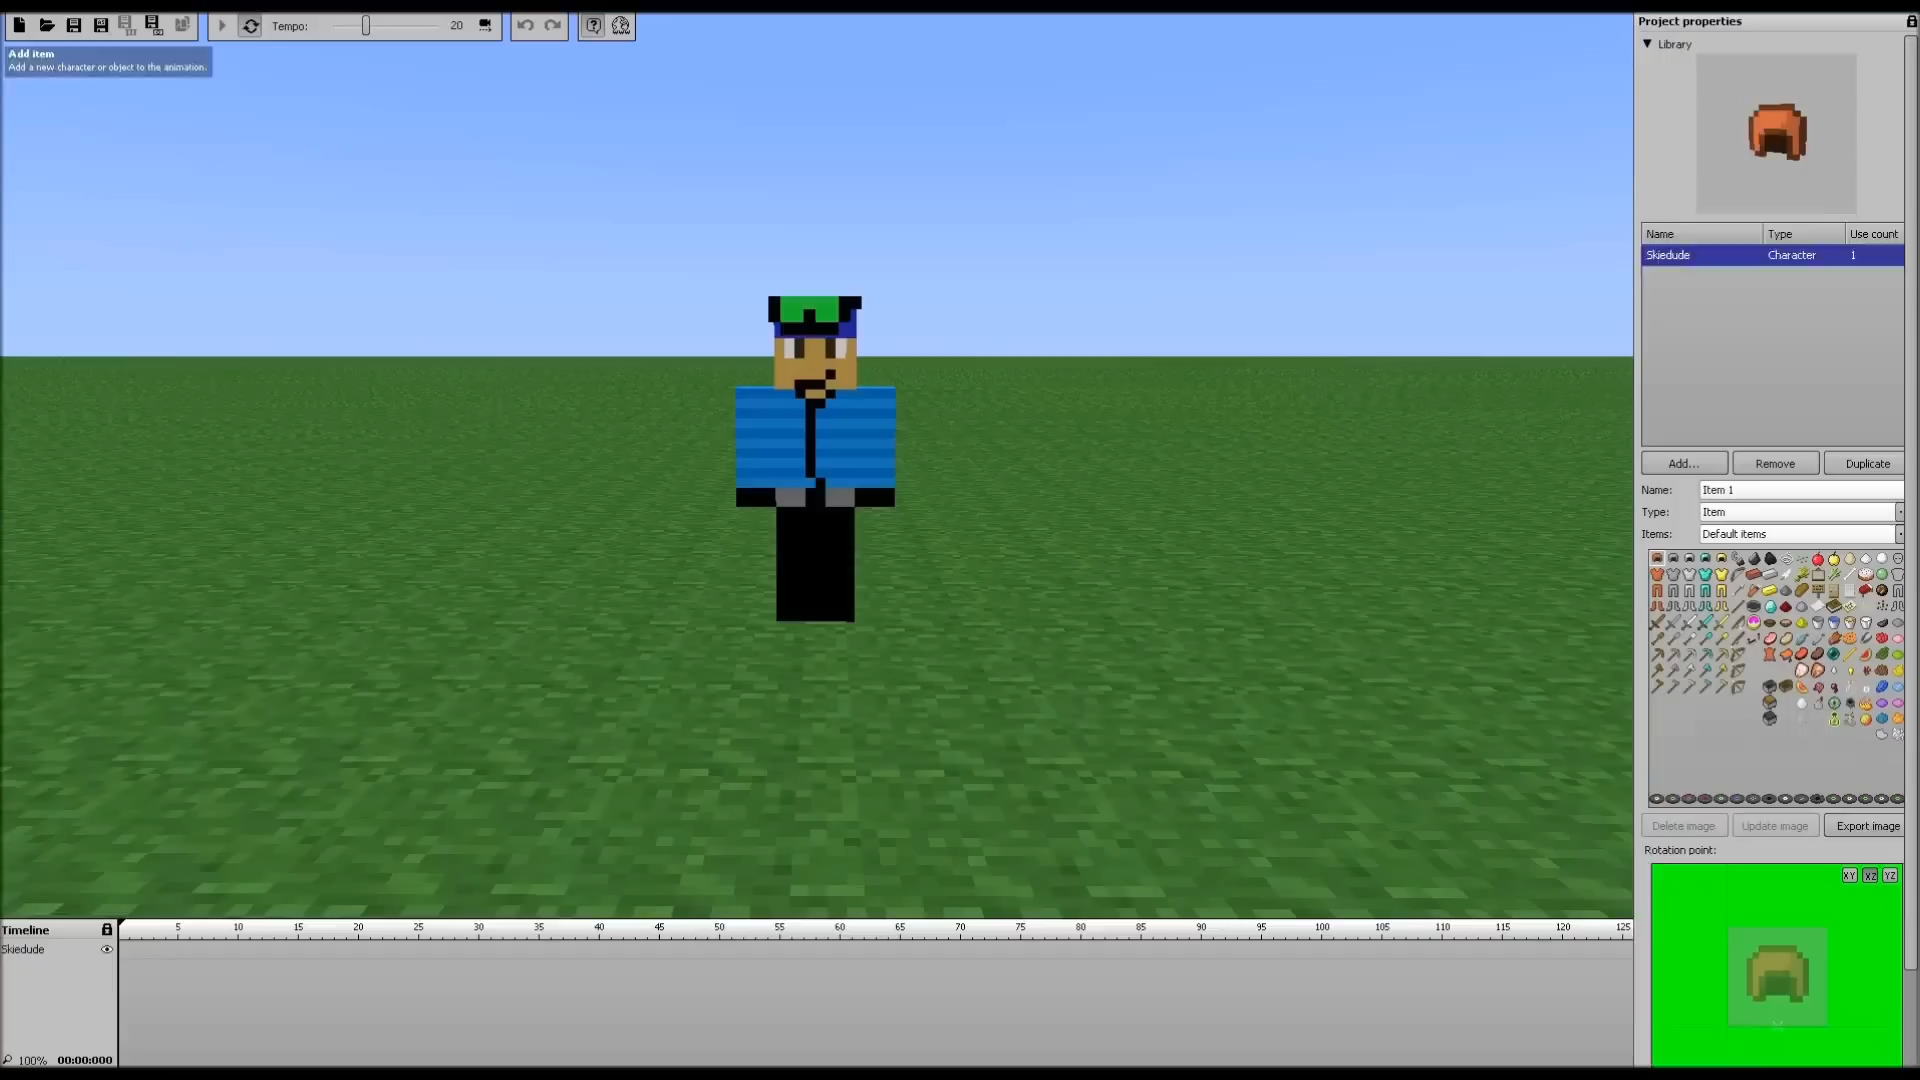 Tempo: 20
Add item
Add a new character or object to the animation.
Project properties
Library
Name Type Use count
Skiedude Character 1
Add... Remove Duplicate
Name: Item 1
Type: Item
Items: Default items
Delete image Update image Export image
Rotation point:
XY XZ YZ
Timeline
5 10 15 20 25 30 35 40 45 50 55 60 65 70 75 80 85 90 95 100 105 110 115 120 125
Skiedude
100% 00:00:000